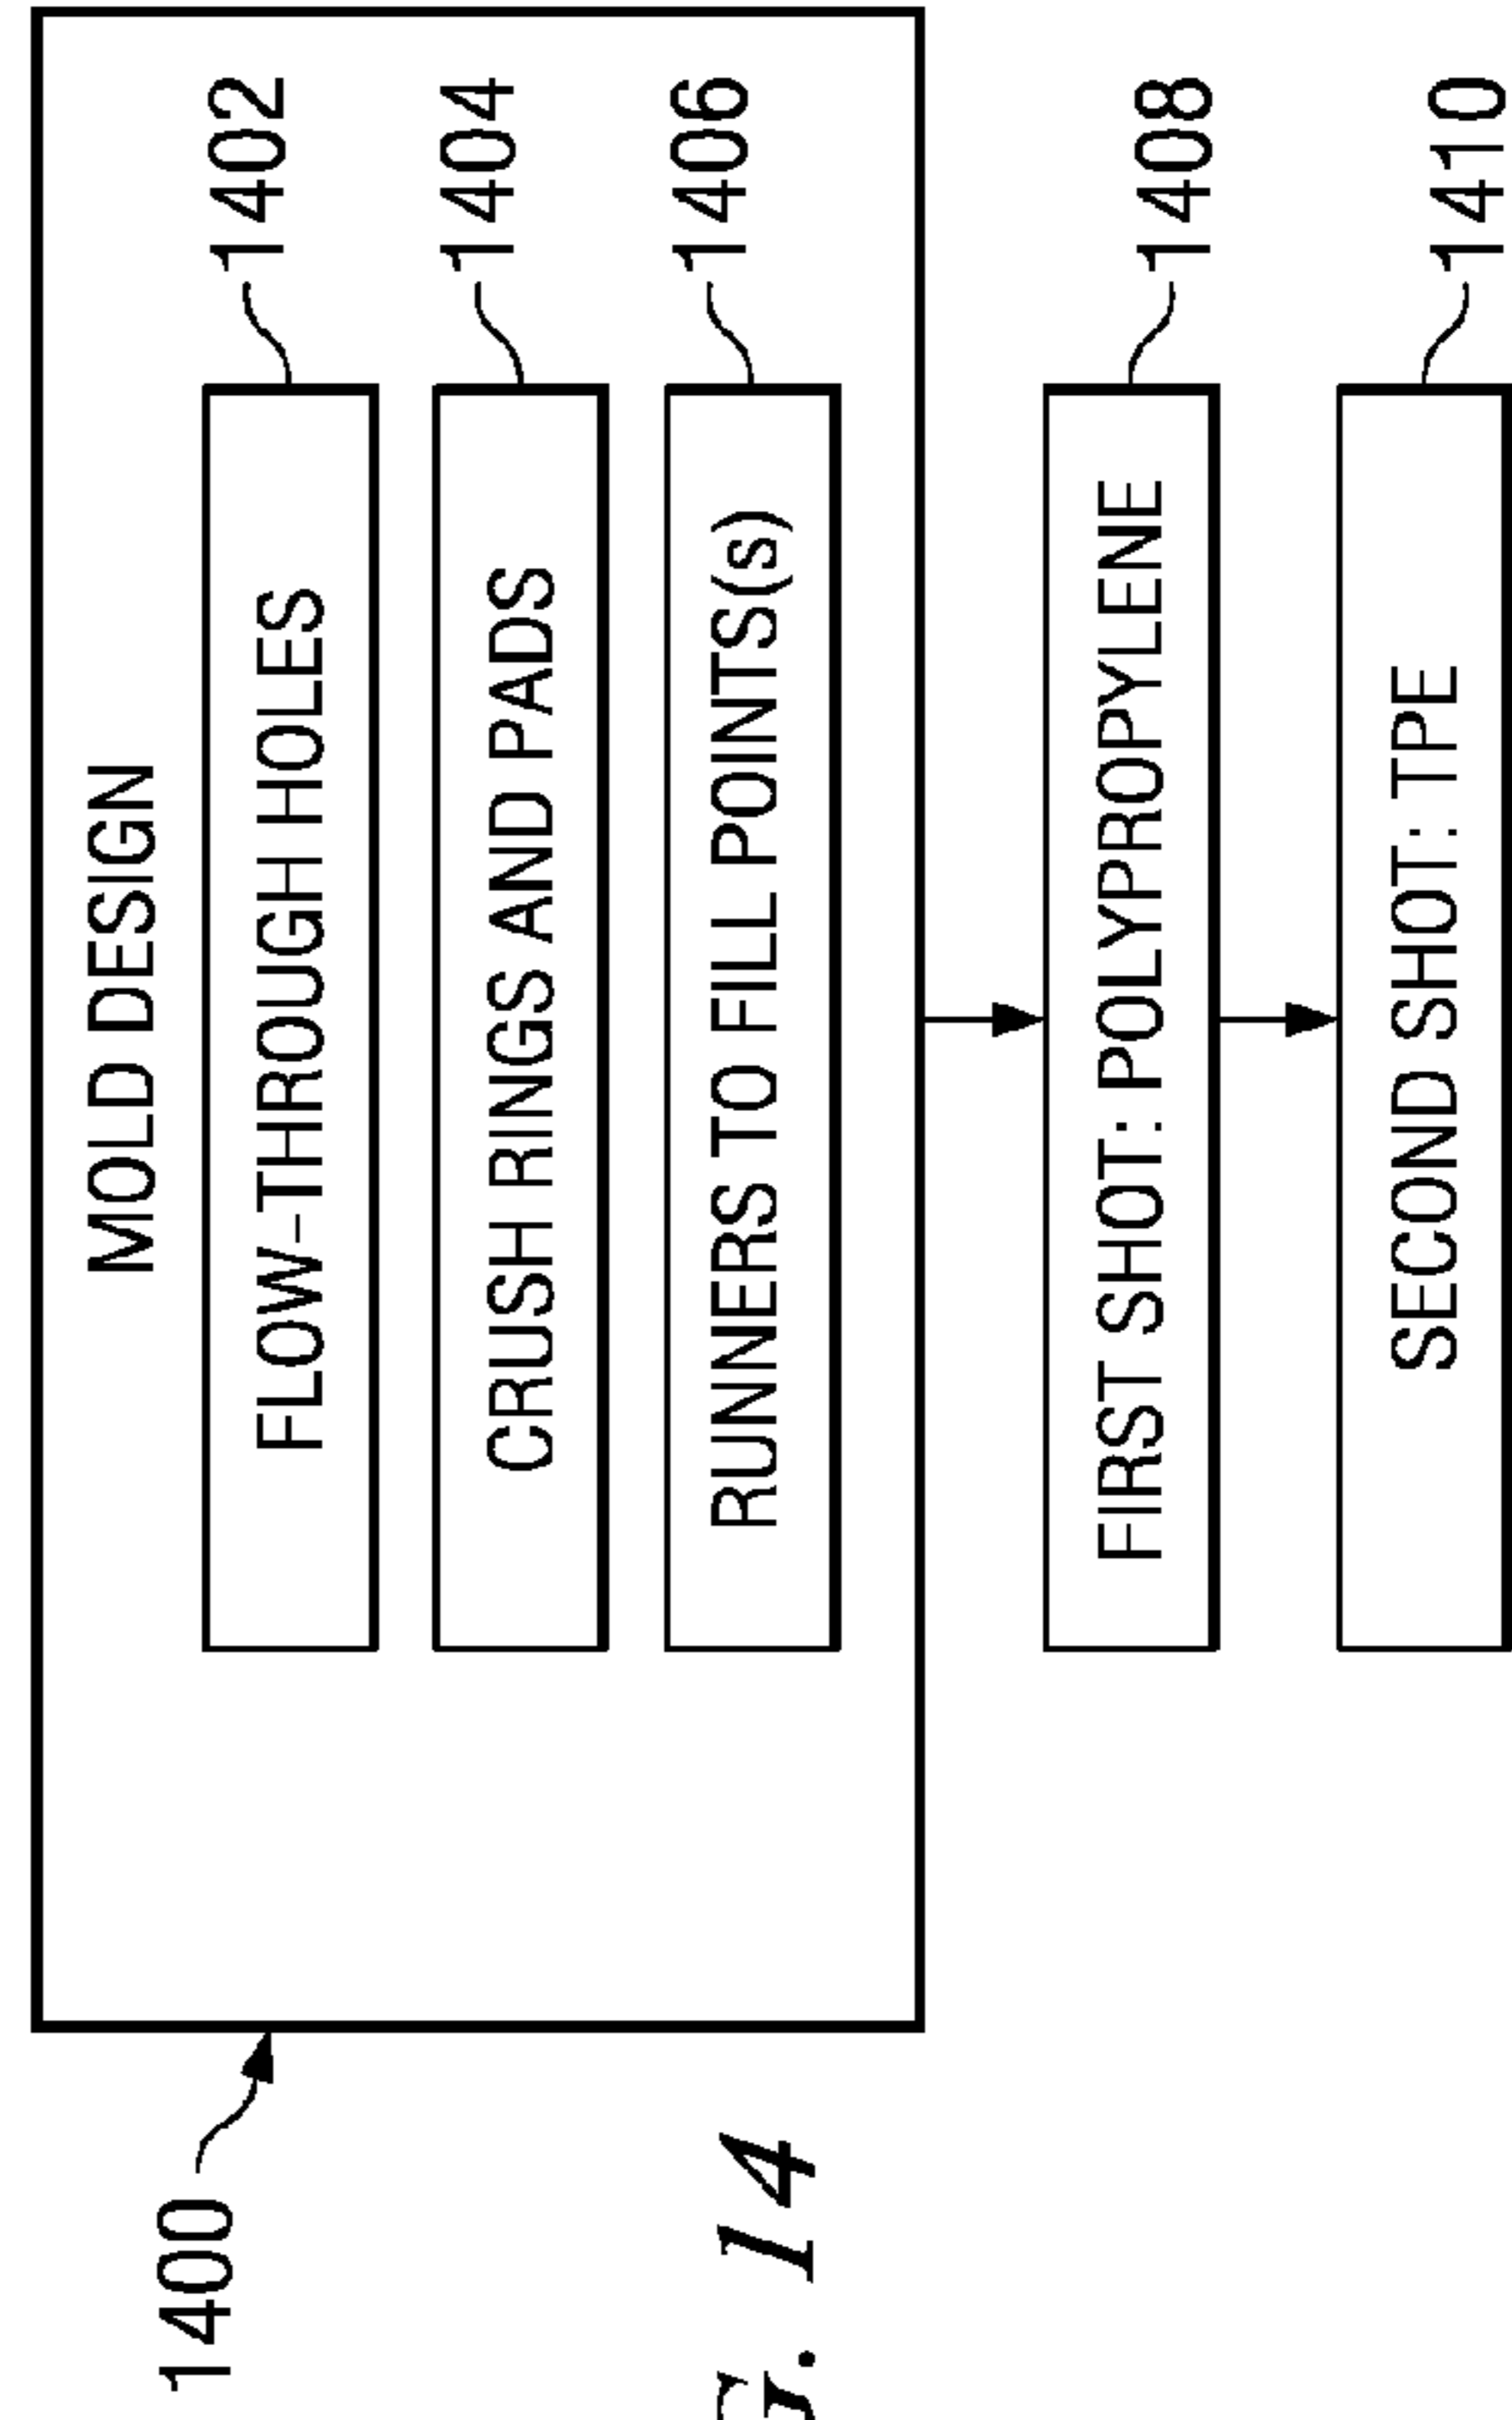 MOLD DESIGN
1400
FLOW-THROUGH HOLES 1402
CRUSH RINGS AND PADS 1404
RUNNERS TO FILL POINTS(s) 1406
FIRST SHOT: POLYPROPYLENE 1408
SECOND SHOT: TPE 1410
G. 14